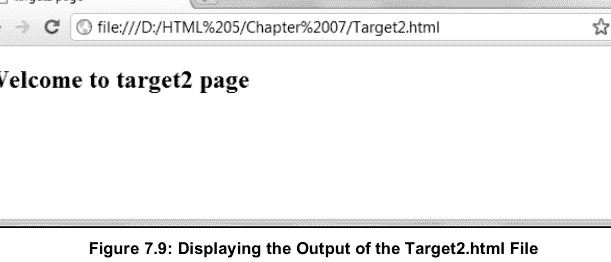 file:///D:/HTML%205/Chapter%2007/Target2.html
Welcome to target2 page
Figure 7.9: Displaying the Output of the Target2.html File